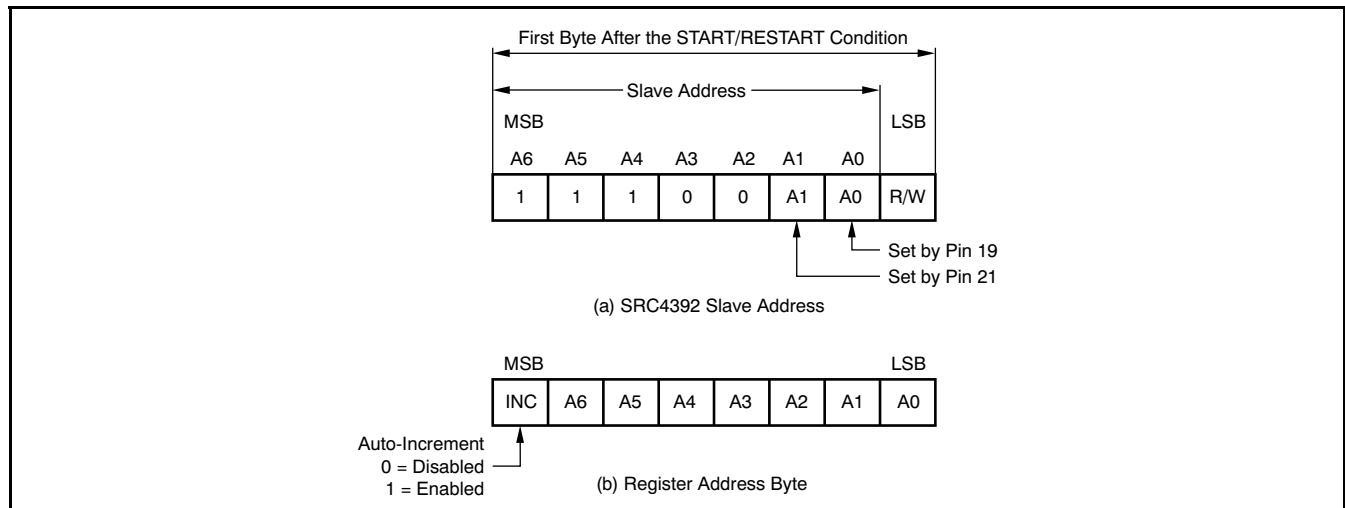 First Byte After the START/RESTART Condition
Slave Address
MSB LSB
A6 A5 A4 A3 A2 A1 A0
1 1 1 0 0 A1 A0 R/W
Set by Pin 19
Set by Pin 21
(a) SRC4392 Slave Address
MSB LSB
INC A6 A5 A4 A3 A2 A1 A0
Auto-Increment
0 = Disabled
1 = Enabled
(b) Register Address Byte